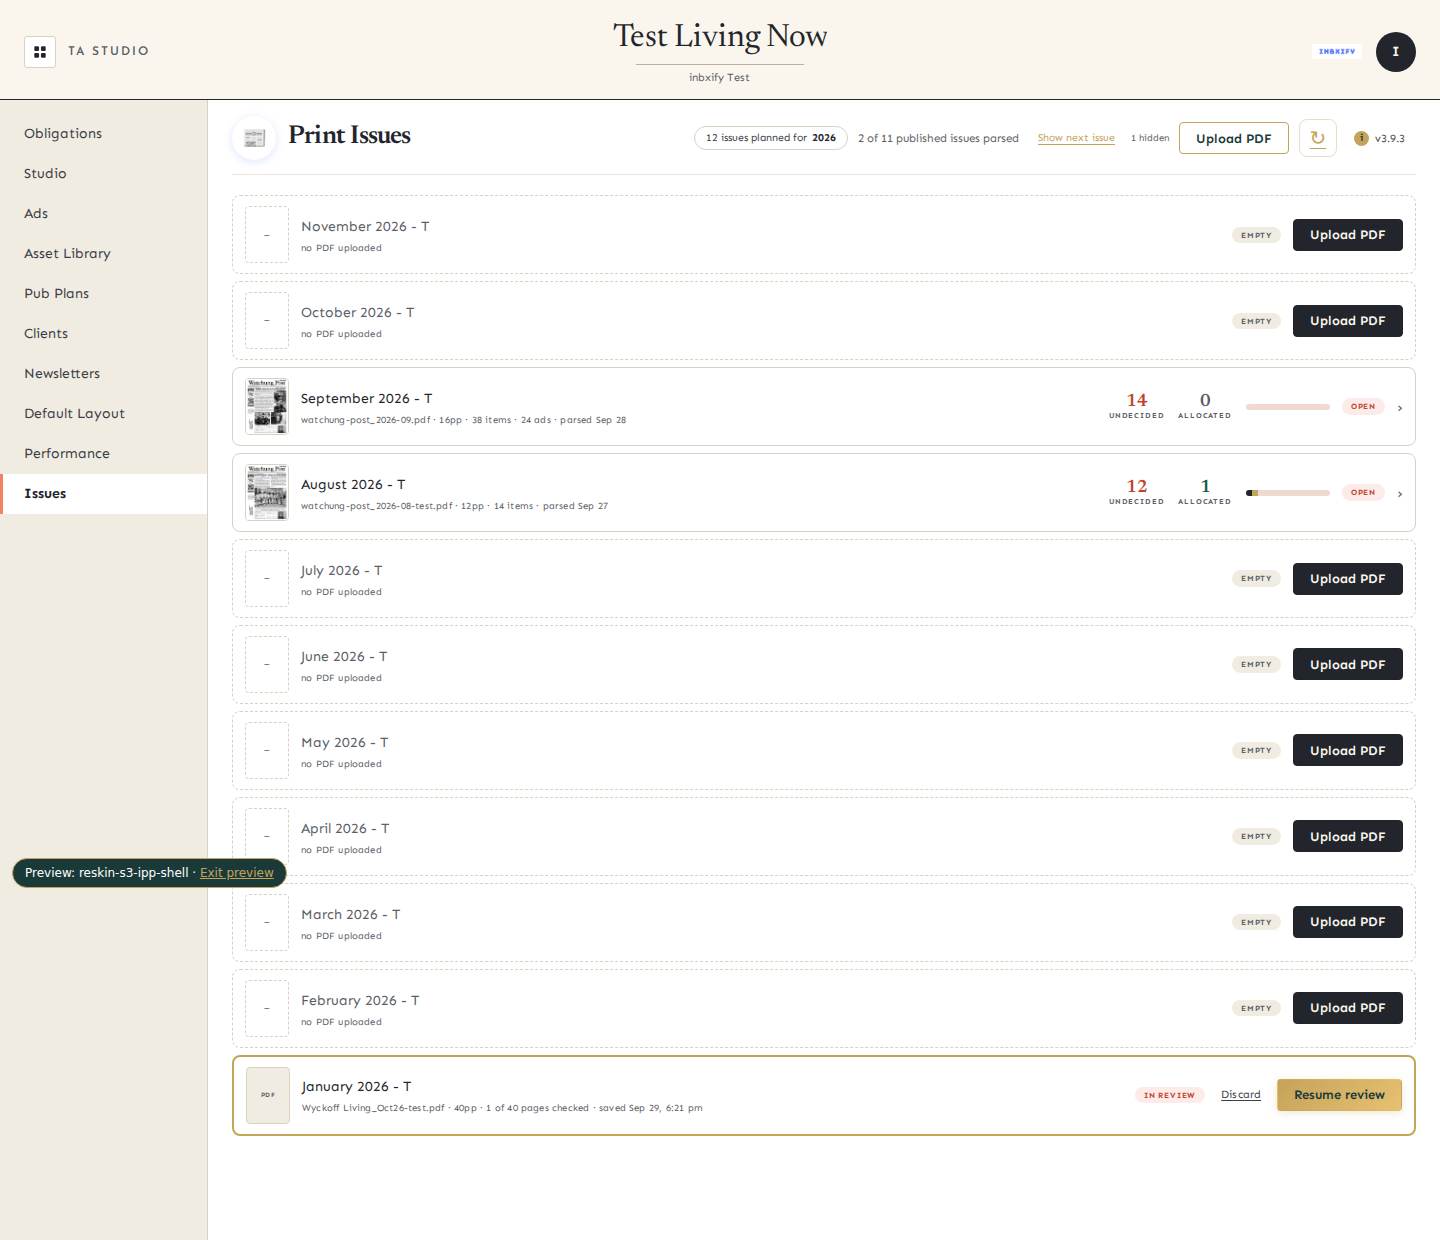 TA STUDIO
Test Living Now
inbxify Test
INBXIFY
I
Obligations
Studio
Ads
Asset Library
Pub Plans
Clients
Newsletters
Default Layout
Performance
Issues
Print Issues
12 issues planned for 2026
2 of 11 published issues parsed
Show next issue
1 hidden
Upload PDF
↻
i v3.9.3
–
November 2026 - T
no PDF uploaded
EMPTY
Upload PDF
–
October 2026 - T
no PDF uploaded
EMPTY
Upload PDF
Watchung Post
September 2026 - T
watchung-post_2026-09.pdf · 16pp · 38 items · 24 ads · parsed Sep 28
14
UNDECIDED
0
ALLOCATED
OPEN
›
Watchung Post
August 2026 - T
watchung-post_2026-08-test.pdf · 12pp · 14 items · parsed Sep 27
12
UNDECIDED
1
ALLOCATED
OPEN
›
–
July 2026 - T
no PDF uploaded
EMPTY
Upload PDF
–
June 2026 - T
no PDF uploaded
EMPTY
Upload PDF
–
May 2026 - T
no PDF uploaded
EMPTY
Upload PDF
–
April 2026 - T
no PDF uploaded
EMPTY
Upload PDF
Preview: reskin-s3-ipp-shell · Exit preview
–
March 2026 - T
no PDF uploaded
EMPTY
Upload PDF
–
February 2026 - T
no PDF uploaded
EMPTY
Upload PDF
PDF
January 2026 - T
Wyckoff Living_Oct26-test.pdf · 40pp · 1 of 40 pages checked · saved Sep 29, 6:21 pm
IN REVIEW
Discard
Resume review